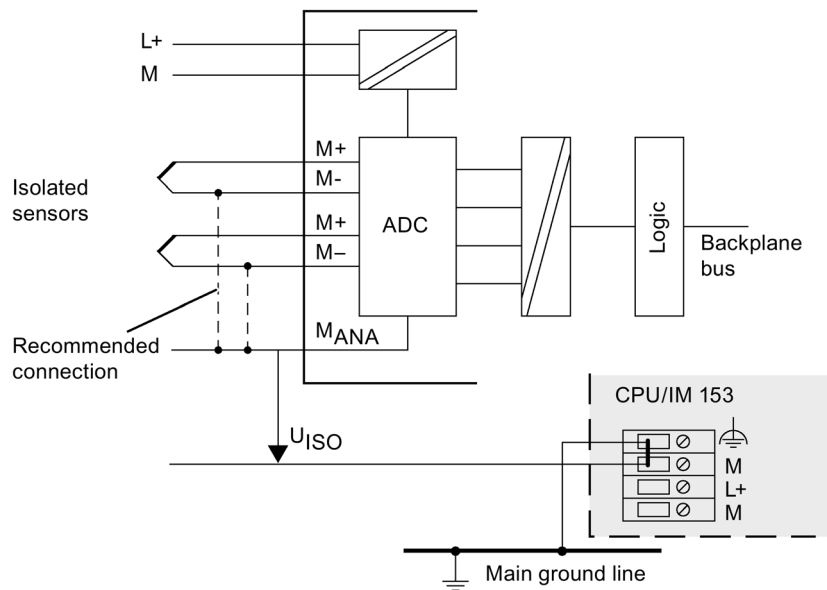 L+
M
Isolated
sensors
M+
M-
M+
M–
ADC
Logic
Backplane
bus
Recommended
connection
MANA
UISO
CPU/IM 153
M
L+
M
Main ground line